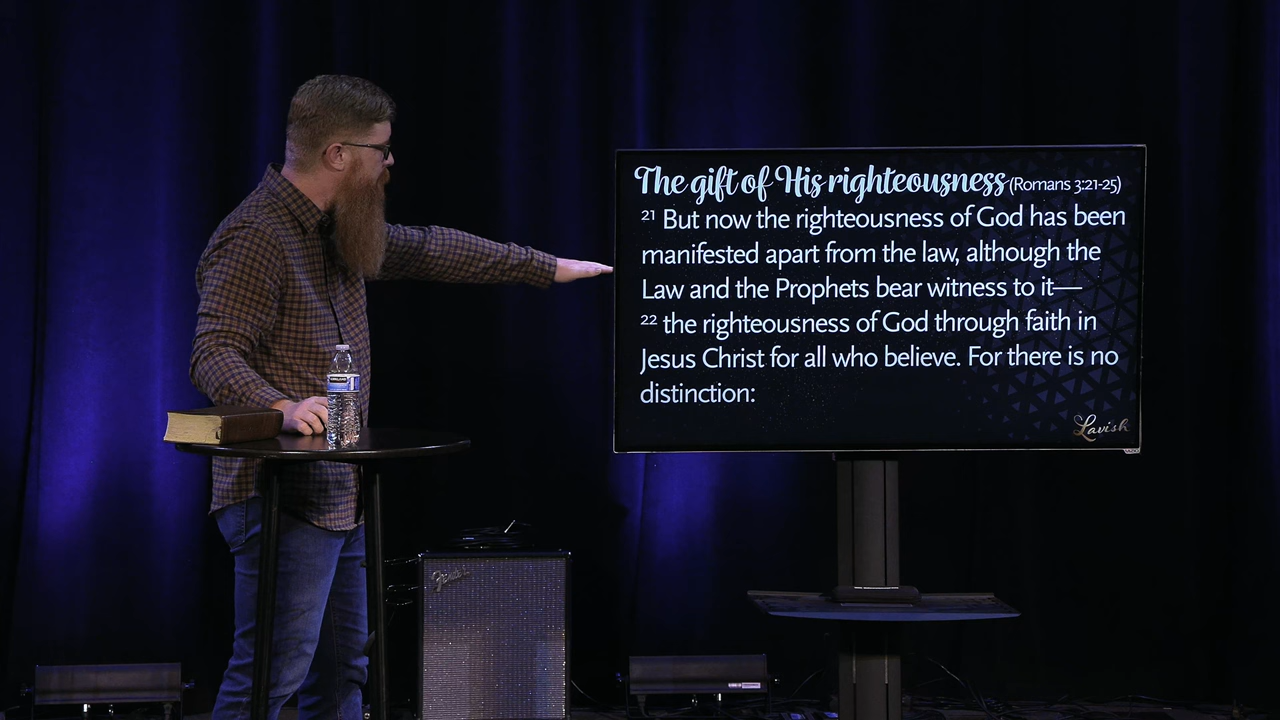 The gift of His righteousness (Romans 3:21-25)
²¹ But now the righteousness of God has been
manifested apart from the law, although the
Law and the Prophets bear witness to it—
²² the righteousness of God through faith in
Jesus Christ for all who believe. For there is no
distinction:
Lavish
KIRKLAND
Fender